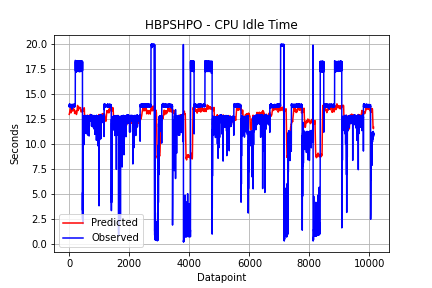 HBPSHPO - CPU Idle Time
20.0
17.5
15.0
12.5
10.0
7.5
5.0
2.5
0.0
Seconds
Predicted
Observed
0 2000 4000 6000 8000 10000
Datapoint